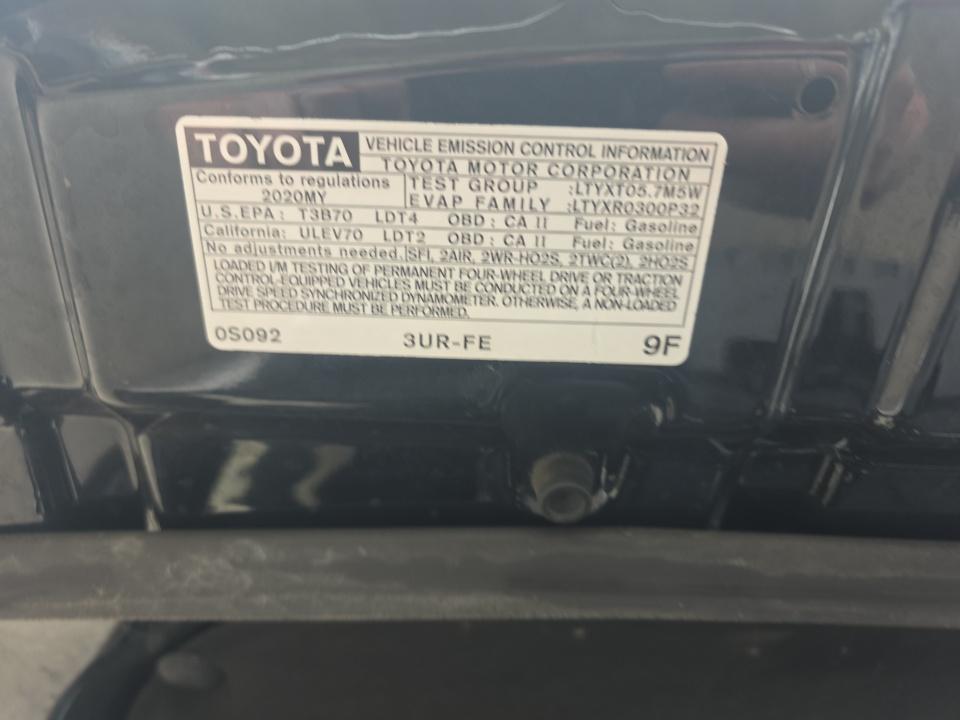 TOYOTA
VEHICLE EMISSION CONTROL INFORMATION
TOYOTA MOTOR CORPORATION
Conforms to regulations
2020MY
TEST GROUP :LTYXT05.7M5W
EVAP FAMILY :LTYXR0300P32
U.S.EPA: T3B70 LDT4 OBD: CA II Fuel: Gasoline
California: ULEV70 LDT2 OBD: CA II Fuel: Gasoline
No adjustments needed. SFI, 2AIR, 2WR-HO2S, 2TWC(2), 2HO2S
LOADED I/M TESTING OF PERMANENT FOUR-WHEEL DRIVE OR TRACTION
CONTROL-EQUIPPED VEHICLES MUST BE CONDUCTED ON A FOUR-WHEEL
DRIVE SPEED SYNCHRONIZED DYNAMOMETER. OTHERWISE, A NON-LOADED
TEST PROCEDURE MUST BE PERFORMED.
0S092 3UR-FE 9F